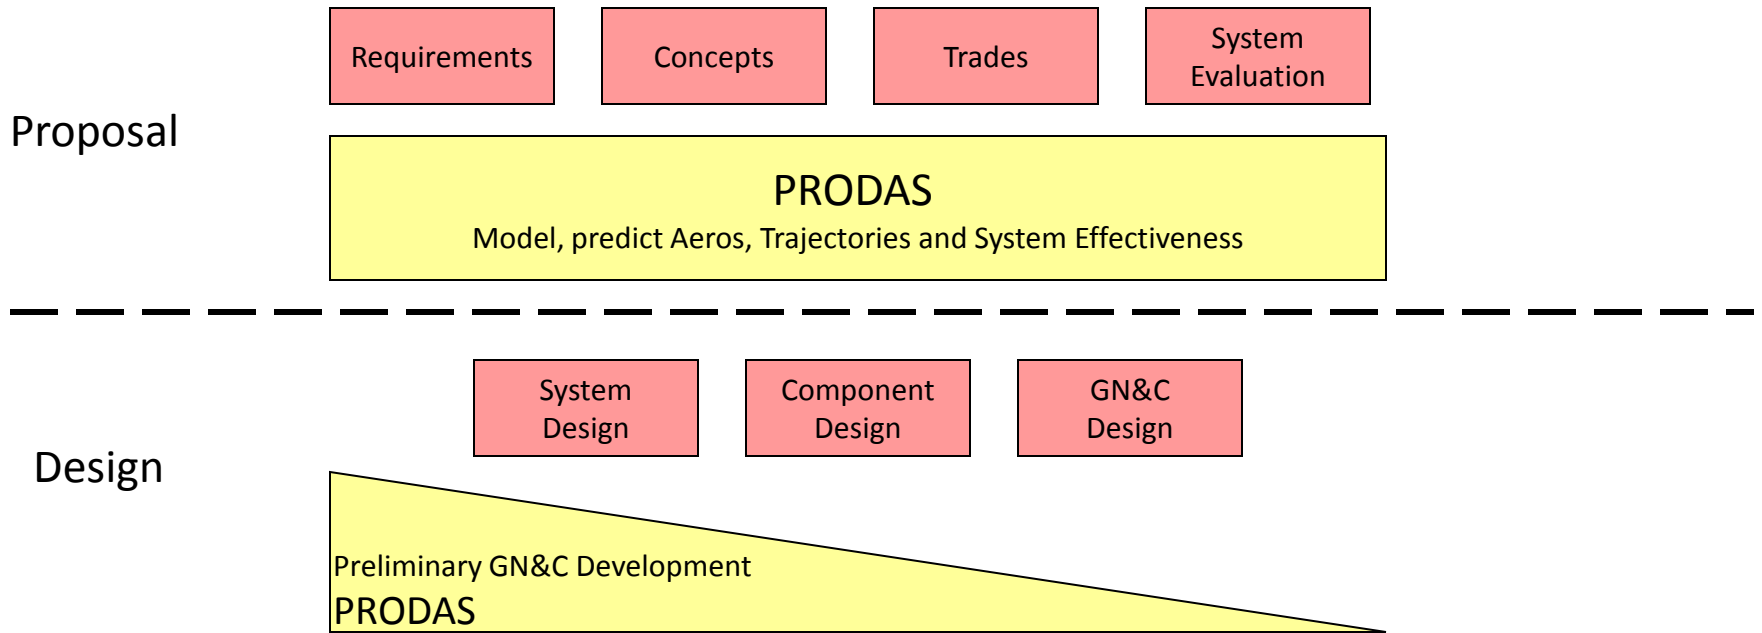 Requirements
Concepts
Trades
System
Evaluation
Proposal
PRODAS
Model, predict Aeros, Trajectories and System Effectiveness
System
Design
Component
Design
GN&C
Design
Design
Preliminary GN&C Development
PRODAS